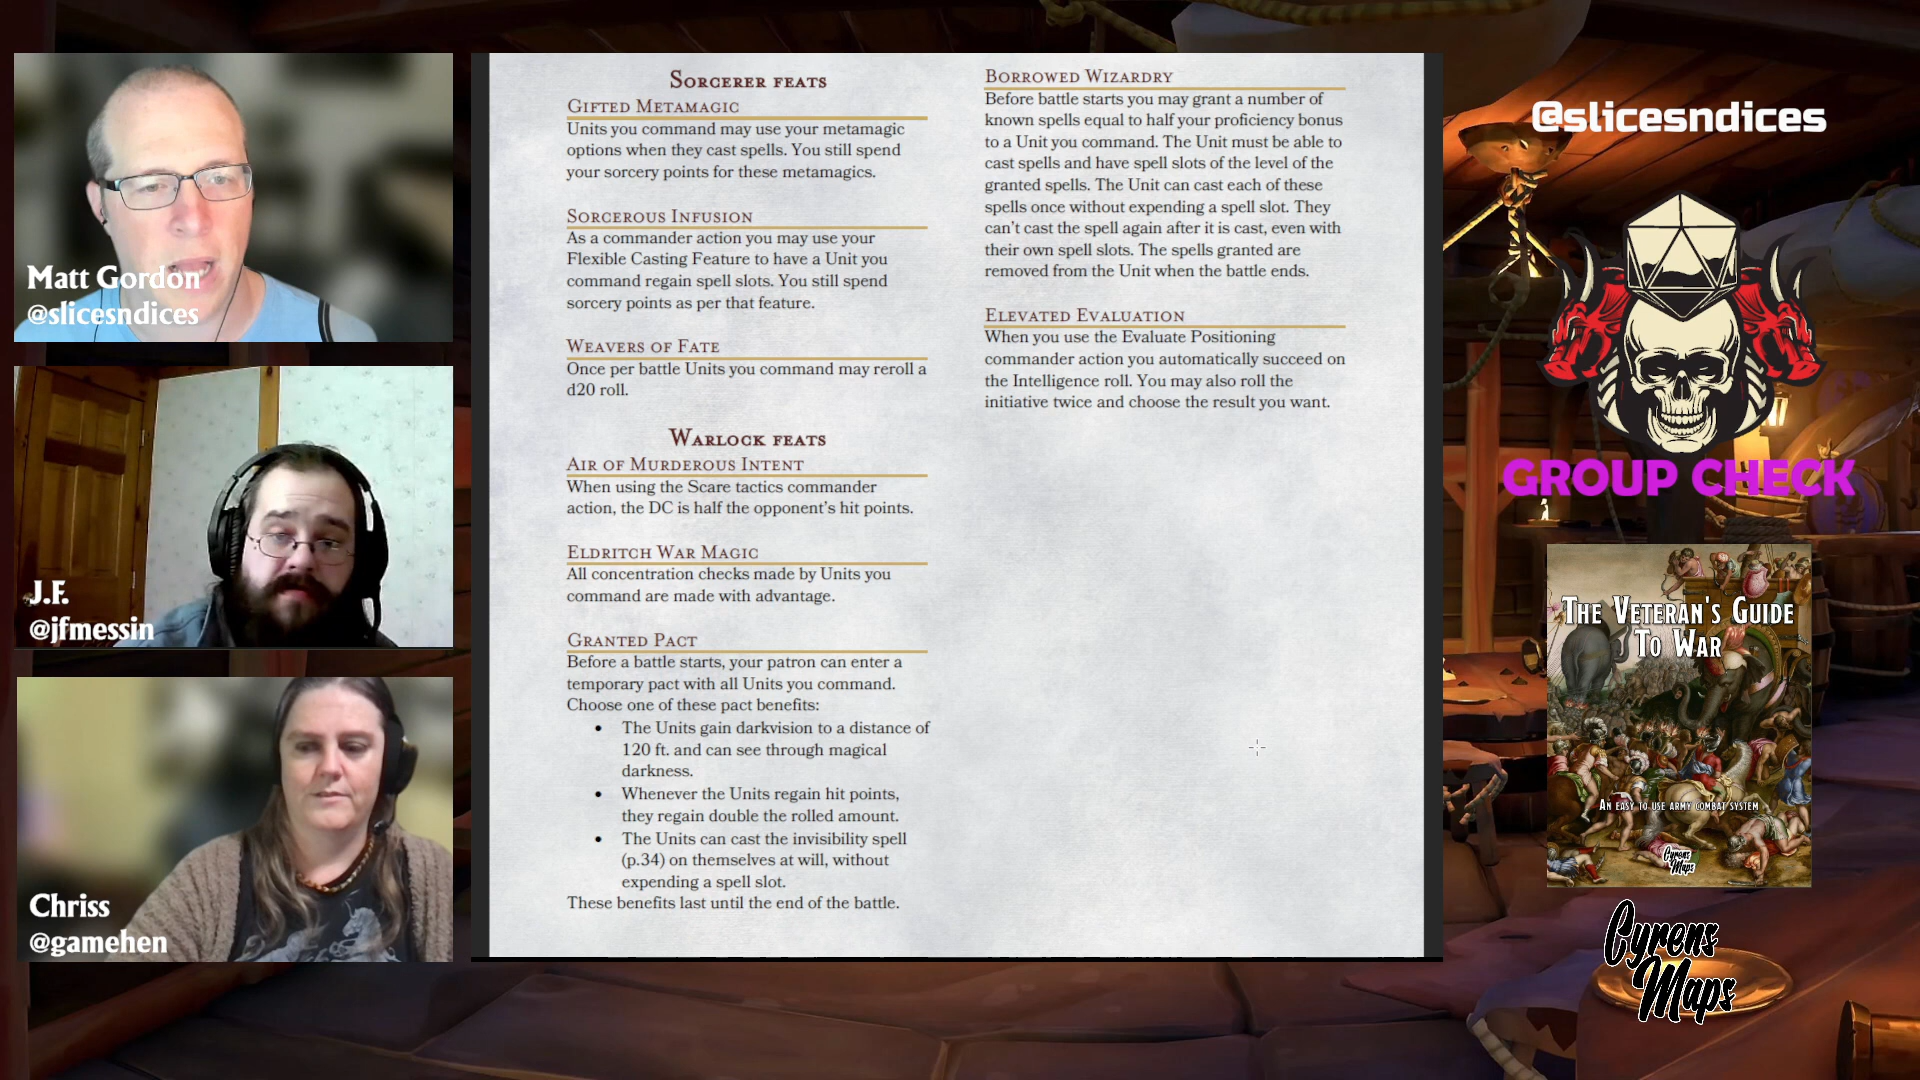 Matt Gordon
@slicesndices
J.F.
@jfmessin
Chriss
@gamehen
Sorcerer feats
Gifted Metamagic
Units you command may use your metamagic
options when they cast spells. You still spend
your sorcery points for these metamagics.
Sorcerous Infusion
As a commander action you may use your
Flexible Casting Feature to have a Unit you
command regain spell slots. You still spend
sorcery points as per that feature.
Weavers of Fate
Once per battle Units you command may reroll a
d20 roll.
Warlock feats
Air of Murderous Intent
When using the Scare tactics commander
action, the DC is half the opponent's hit points.
Eldritch War Magic
All concentration checks made by Units you
command are made with advantage.
Granted Pact
Before a battle starts, your patron can enter a
temporary pact with all Units you command.
Choose one of these pact benefits:
• The Units gain darkvision to a distance of
120 ft. and can see through magical
darkness.
• Whenever the Units regain hit points,
they regain double the rolled amount.
• The Units can cast the invisibility spell
(p.34) on themselves at will, without
expending a spell slot.
These benefits last until the end of the battle.
Borrowed Wizardry
Before battle starts you may grant a number of
known spells equal to half your proficiency bonus
to a Unit you command. The Unit must be able to
cast spells and have spell slots of the level of the
granted spells. The Unit can cast each of these
spells once without expending a spell slot. They
can't cast the spell again after it is cast, even with
their own spell slots. The spells granted are
removed from the Unit when the battle ends.
Elevated Evaluation
When you use the Evaluate Positioning
commander action you automatically succeed on
the Intelligence roll. You may also roll the
initiative twice and choose the result you want.
@slicesndices
GROUP CHECK
The Veteran's Guide
To War
An easy to use army combat system
Cyrens
Maps
Cyrens
Maps